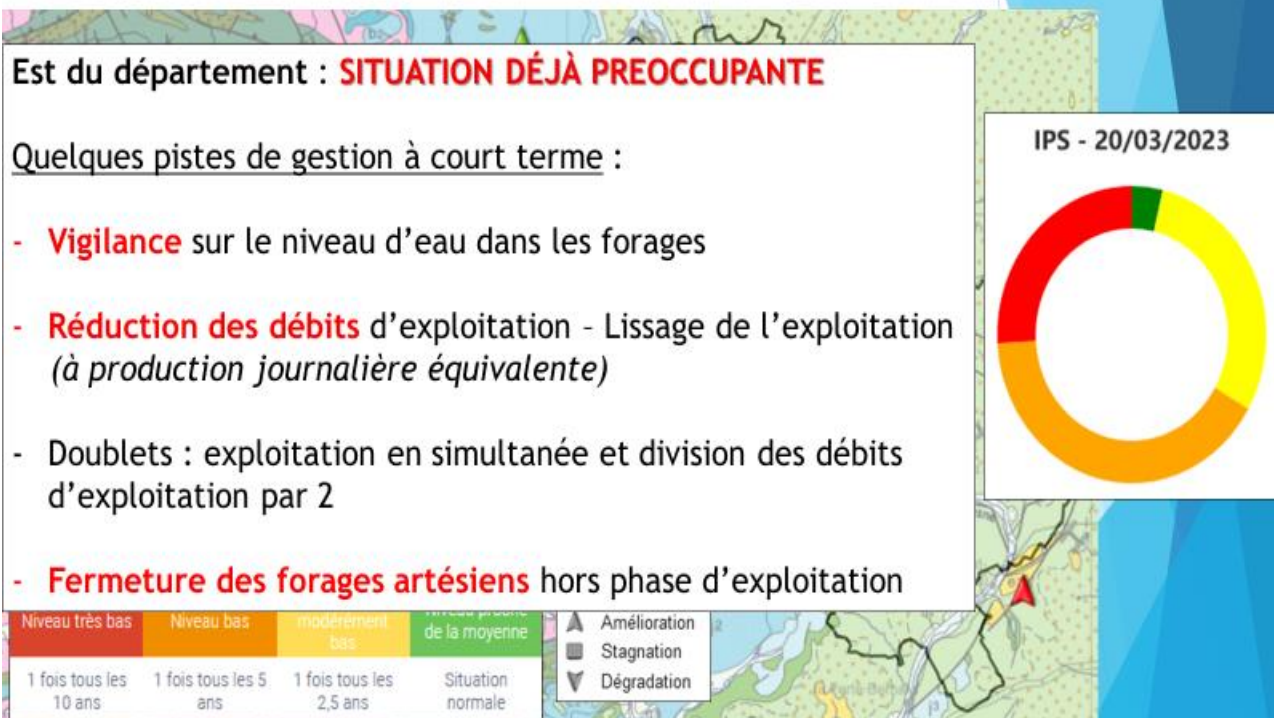 Est du département : SITUATION DÉJÀ PREOCCUPANTE
Quelques pistes de gestion à court terme :
- Vigilance sur le niveau d’eau dans les forages
- Réduction des débits d’exploitation – Lissage de l’exploitation
(à production journalière équivalente)
- Doublets : exploitation en simultanée et division des débits
d’exploitation par 2
- Fermeture des forages artésiens hors phase d’exploitation
IPS - 20/03/2023
Niveau très bas
Niveau bas
modérément
bas
de la moyenne
1 fois tous les
10 ans
1 fois tous les 5
ans
1 fois tous les
2,5 ans
Situation
normale
Amélioration
Stagnation
Dégradation